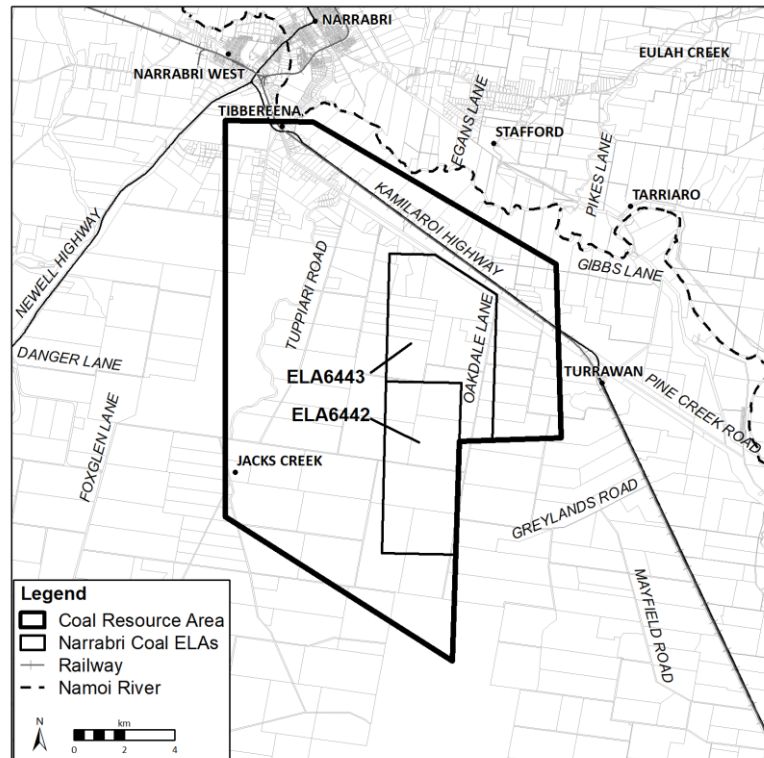 NARRABRI
EULAH CREEK
NARRABRI WEST
TIBBEREENA
EGANS LANE
STAFFORD
PIKES LANE
TARRIARO
KAMILAROI HIGHWAY
NEWELL HIGHWAY
GIBBS LANE
TUPPIARI ROAD
OAKDALE LANE
DANGER LANE
ELA6443
TURRAWAN
PINE CREEK ROAD
ELA6442
FOXGLEN LANE
JACKS CREEK
GREYLANDS ROAD
MAYFIELD ROAD
Legend
Coal Resource Area
Narrabri Coal ELAs
Railway
Namoi River
N
km
0 2 4